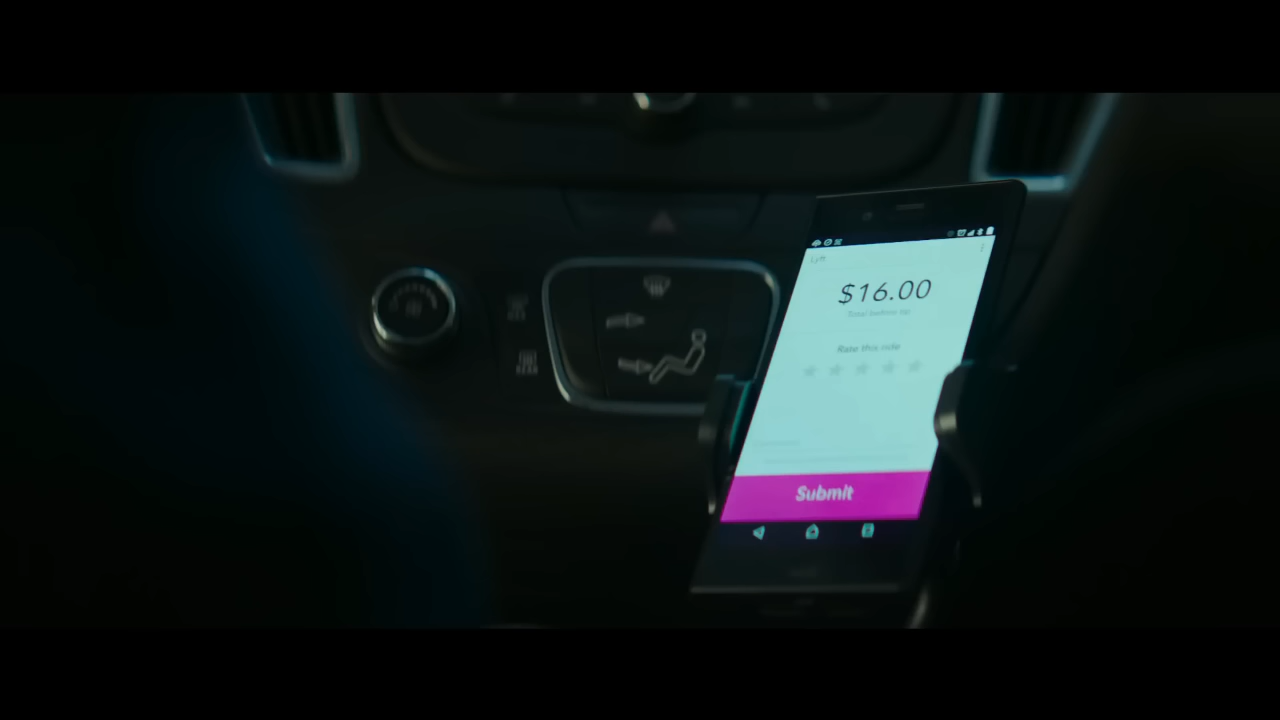 Lyft
$16.00
Total before tip
Rate this ride
Submit